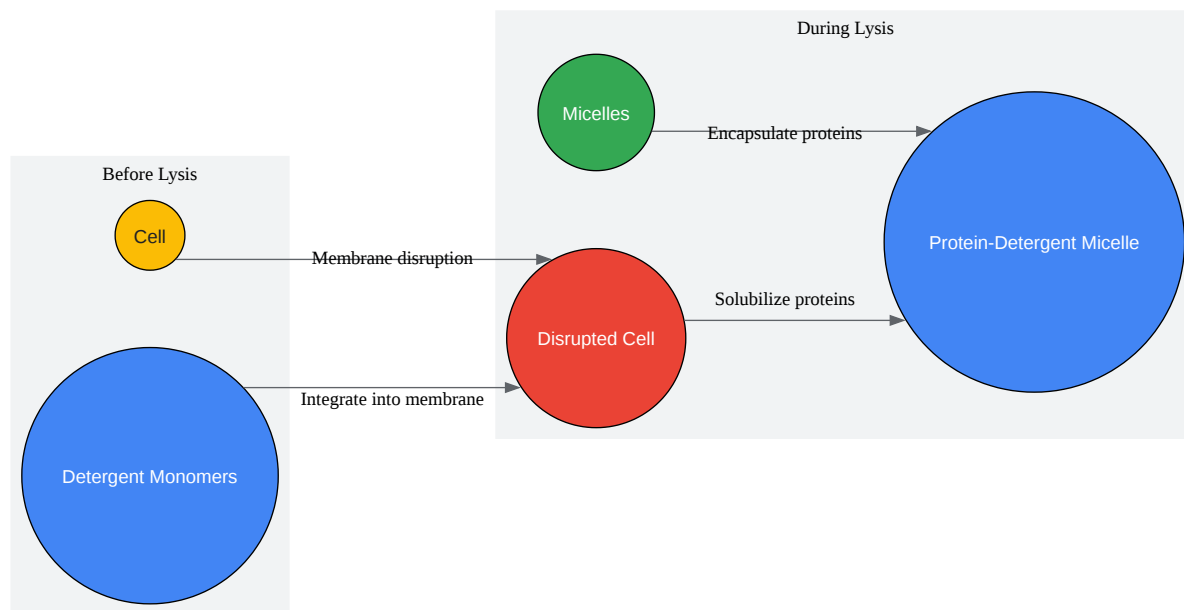 Before Lysis
Cell
Detergent Monomers
Membrane disruption
Integrate into membrane
During Lysis
Micelles
Disrupted Cell
Encapsulate proteins
Solubilize proteins
Protein-Detergent Micelle